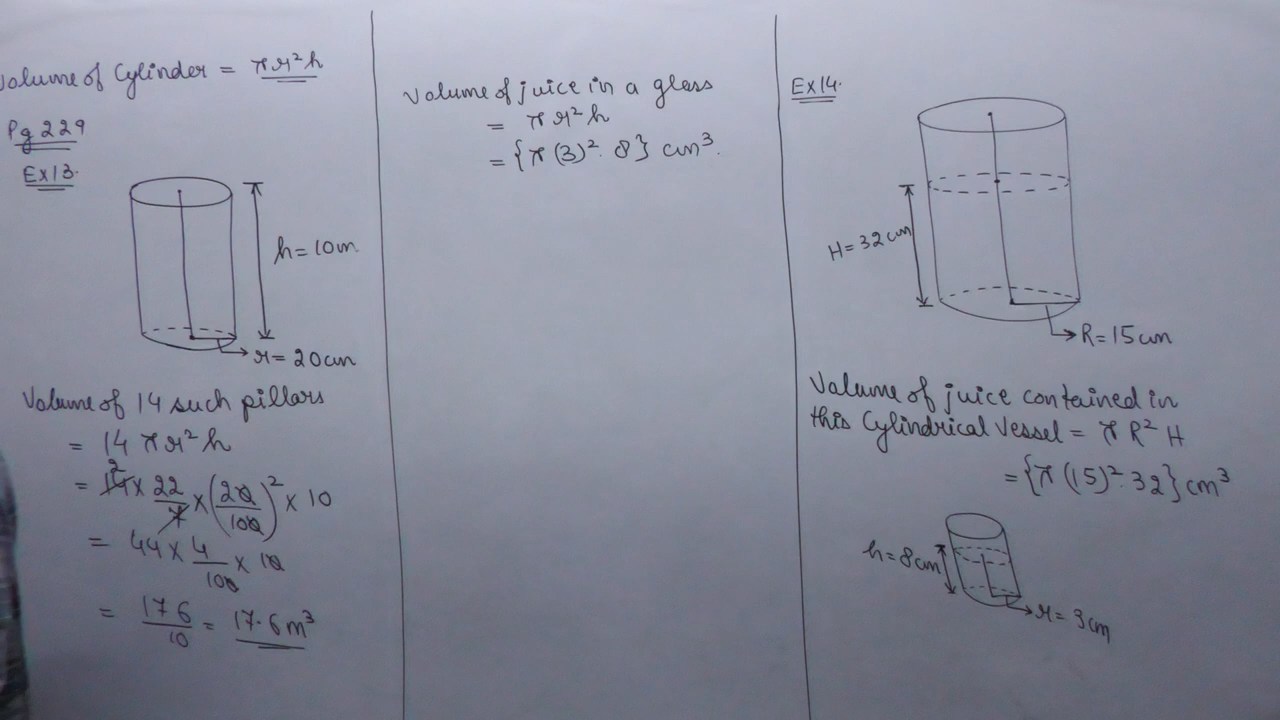 Volume of Cylinder = πr²h
Pg 229
Ex13.
h=10m
r=20cm
Volume of 14 such pillars
= 14 πr²h
= 14 2 × 22/7 × (20/100)² × 10
= 44 × 4/100 × 10
= 176/10 = 17.6m³
Volume of juice in a glass
= πr²h
= {π(3)². 8} cm³.
Ex14.
H=32cm
R=15cm
Volume of juice contained in
this Cylindrical Vessel = πR²H
= {π(15)².32}cm³
h=8cm
r=3cm